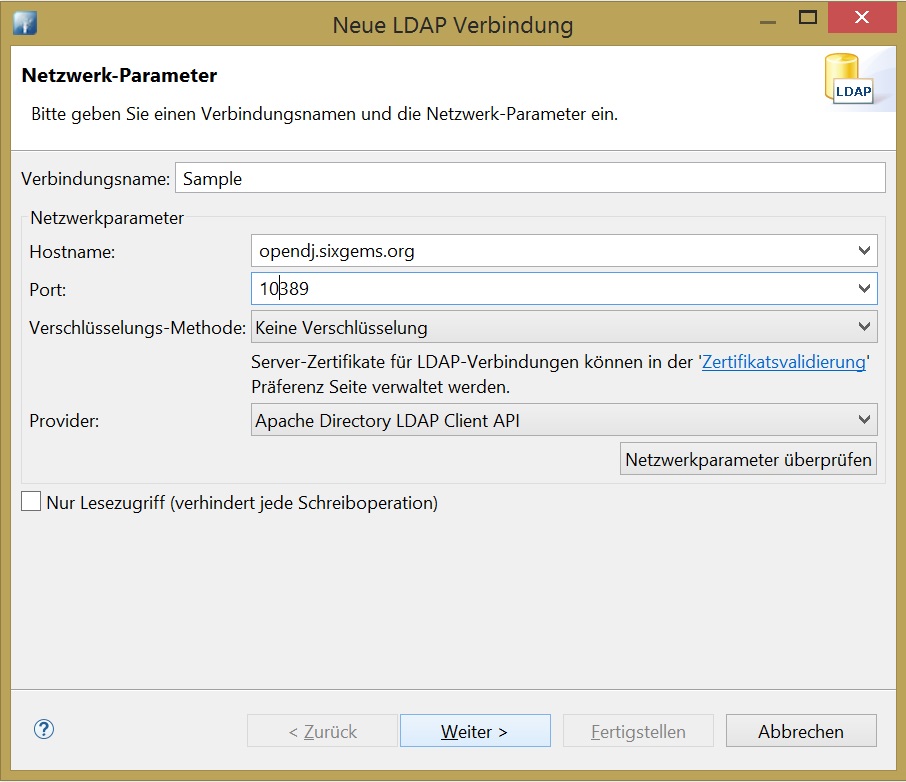 Neue LDAP Verbindung
Netzwerk-Parameter
LDAP
Bitte geben Sie einen Verbindungsnamen und die Netzwerk-Parameter ein.
Verbindungsname: Sample
Netzwerkparameter
Hostname: opendj.sixgems.org
Port: 10389
Verschlüsselungs-Methode: Keine Verschlüsselung
Server-Zertifikate für LDAP-Verbindungen können in der 'Zertifikatsvalidierung'
Präferenz Seite verwaltet werden.
Provider: Apache Directory LDAP Client API
Netzwerkparameter überprüfen
Nur Lesezugriff (verhindert jede Schreiboperation)
? < Zurück Weiter > Fertigstellen Abbrechen